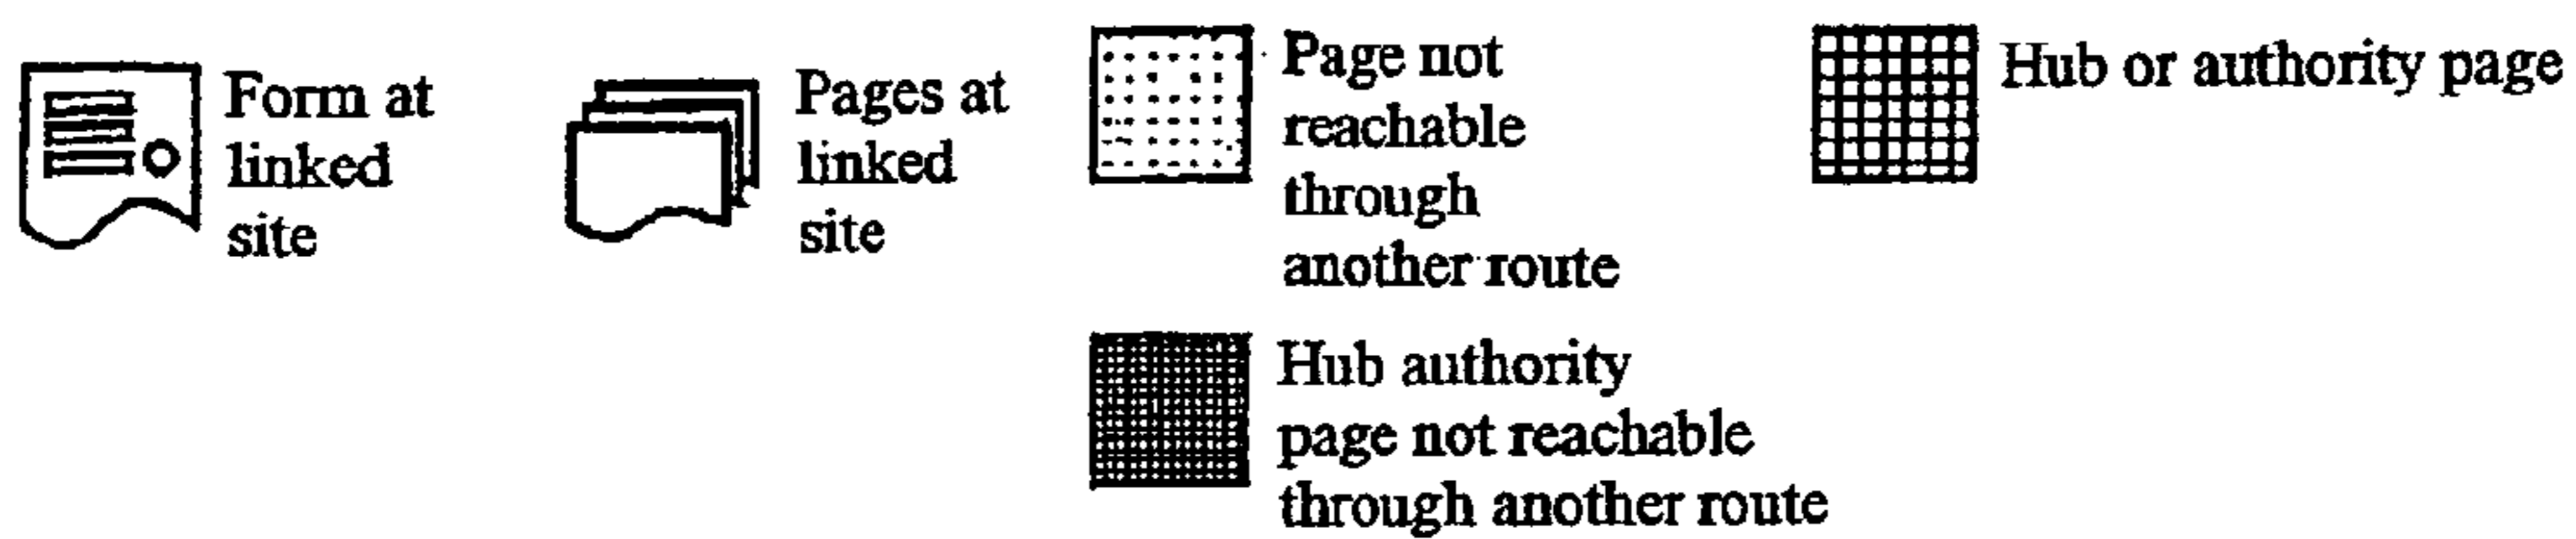 Form at
linked
site
Pages at
linked
site
Page not
reachable
through
another route
Hub or authority page
Hub authority
page not reachable
through another route